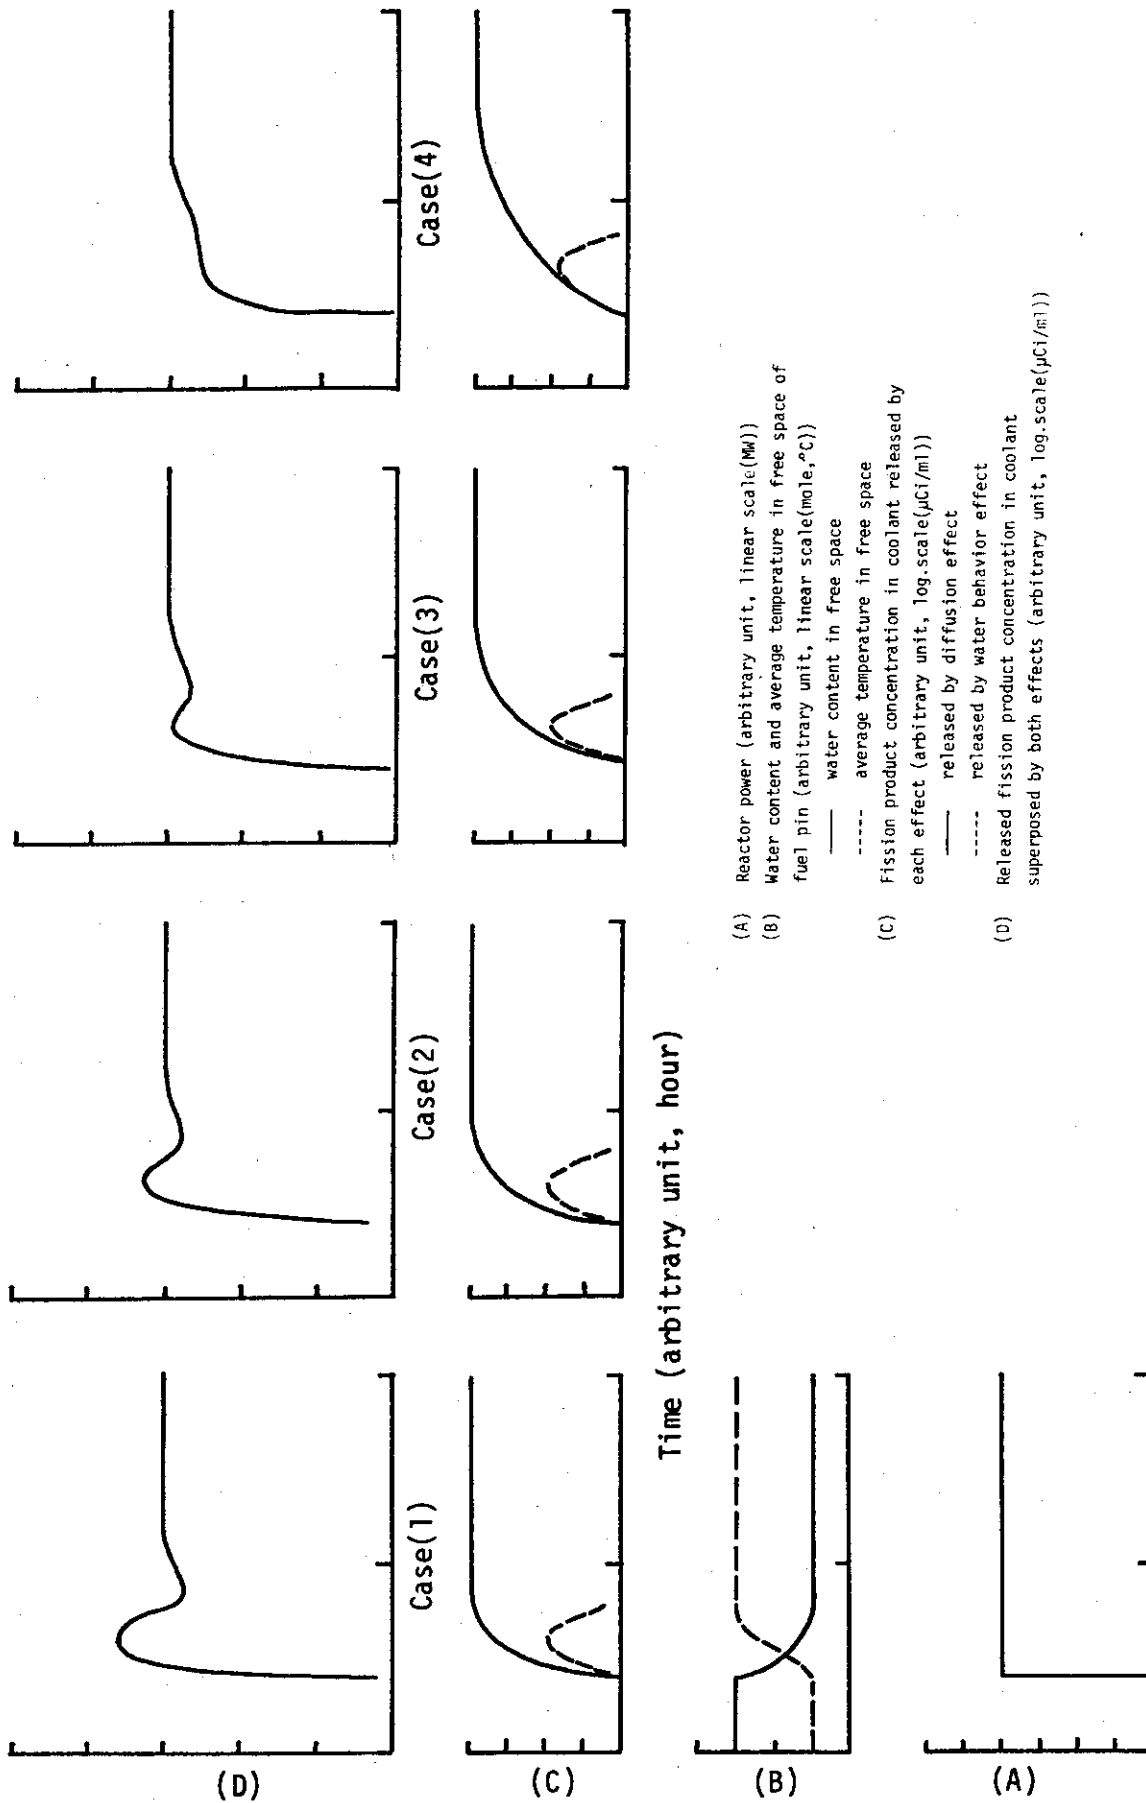 (D)
Case(1)
Case(2)
Case(3)
Case(4)
(C)
Time (arbitrary unit, hour)
(B)
(A)
(A) Reactor power (arbitrary unit, linear scale(MW))
(B) Water content and average temperature in free space of
fuel pin (arbitrary unit, linear scale(mole,°C))
—— water content in free space
----- average temperature in free space
(C) Fission product concentration in coolant released by
each effect (arbitrary unit, log.scale(μCi/ml))
—— released by diffusion effect
----- released by water behavior effect
(D) Released fission product concentration in coolant
superposed by both effects (arbitrary unit, log.scale(μCi/ml))